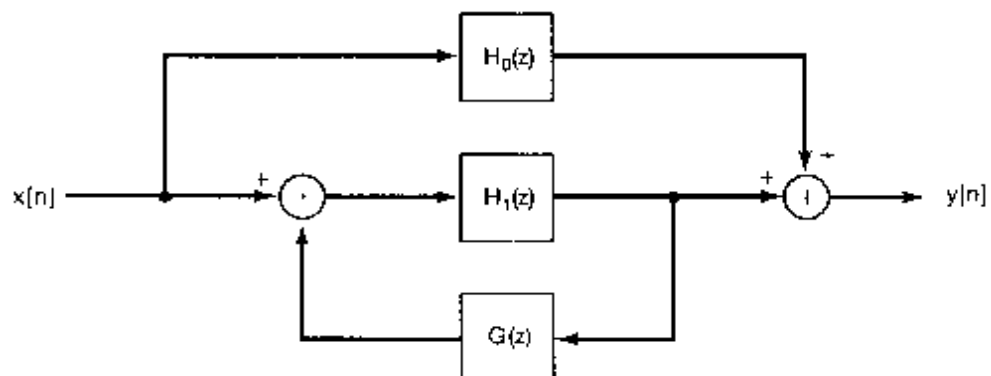 H₀(z)
+
x[n]
+
H₁(z)
+
+
y[n]
G(z)